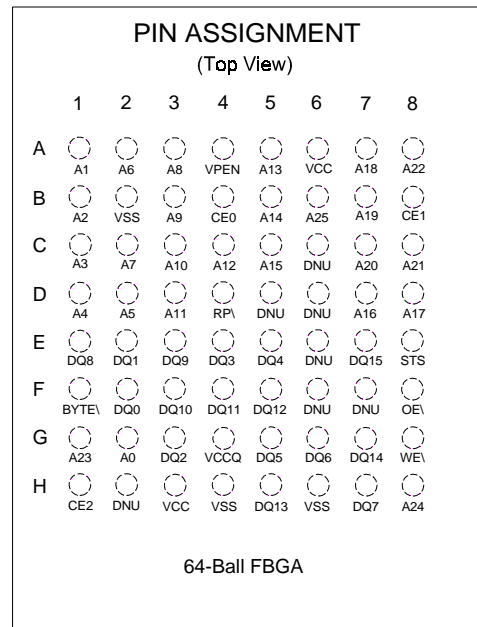 PIN ASSIGNMENT
(Top View)
1 2 3 4 5 6 7 8
A
A1 A6 A8 VPEN A13 VCC A18 A22
B
A2 VSS A9 CE0 A14 A25 A19 CE1
C
A3 A7 A10 A12 A15 DNU A20 A21
D
A4 A5 A11 RP\ DNU DNU A16 A17
E
DQ8 DQ1 DQ9 DQ3 DQ4 DNU DQ15 STS
F
BYTE\ DQ0 DQ10 DQ11 DQ12 DNU DNU OE\
G
A23 A0 DQ2 VCCQ DQ5 DQ6 DQ14 WE\
H
CE2 DNU VCC VSS DQ13 VSS DQ7 A24
64-Ball FBGA